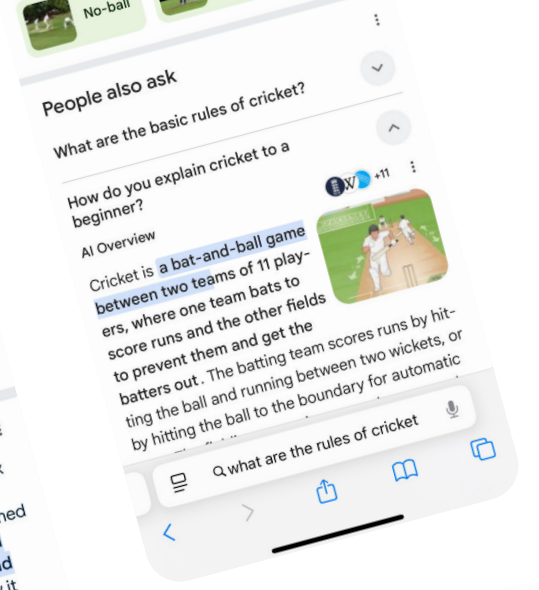 No-ball
People also ask
What are the basic rules of cricket?
How do you explain cricket to a
beginner?
W +11
AI Overview
Cricket is a bat-and-ball game
between two teams of 11 play-
ers, where one team bats to
score runs and the other fields
to prevent them and get the
batters out. The batting team scores runs by hit-
ting the ball and running between two wickets, or
by hitting the ball to the boundary for automatic
what are the rules of cricket